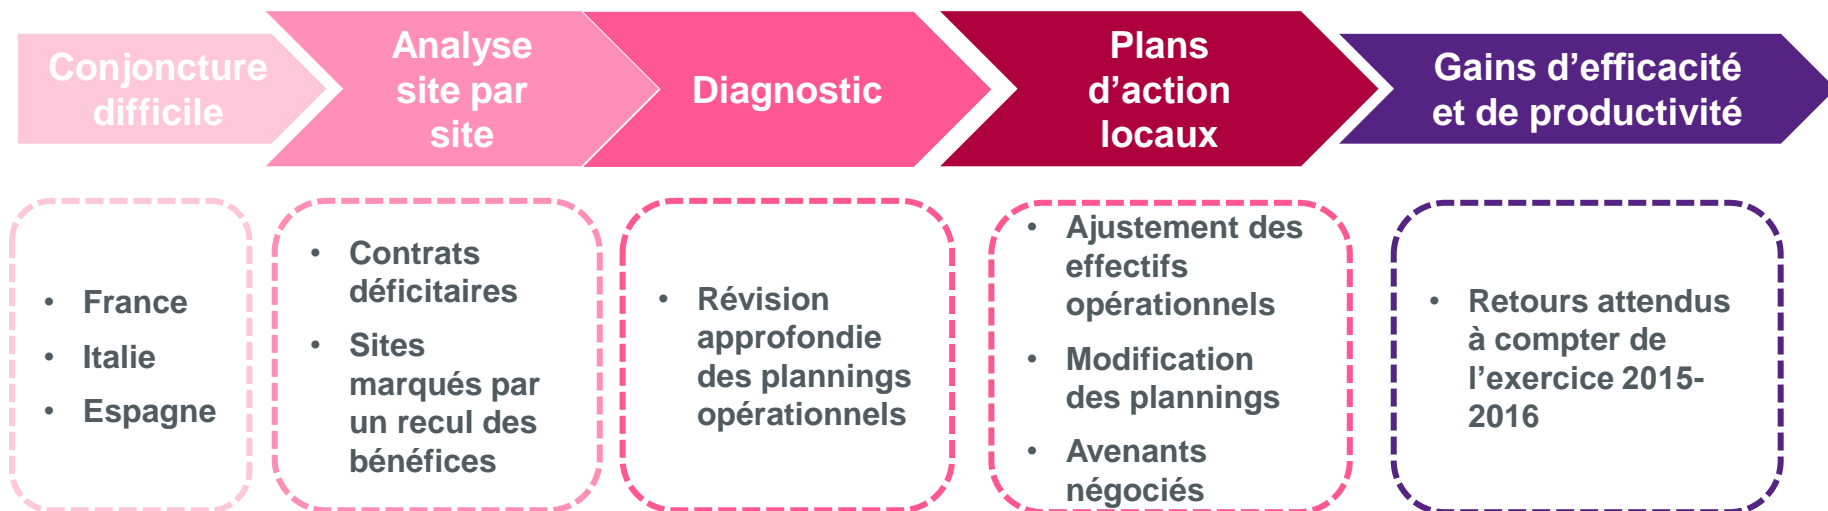 Conjoncture
difficile
Analyse
site par
site
Diagnostic
Plans
d’action
locaux
Gains d’efficacité
et de productivité
• France
• Italie
• Espagne
• Contrats
déficitaires
• Sites
marqués par
un recul des
bénéfices
• Révision
approfondie
des plannings
opérationnels
• Ajustement des
effectifs
opérationnels
• Modification
des plannings
• Avenants
négociés
• Retours attendus
à compter de
l’exercice 2015-
2016